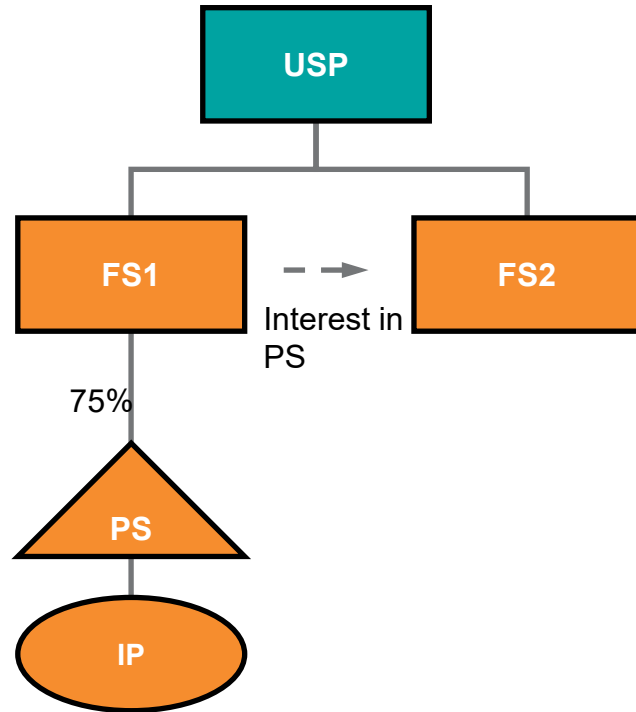 USP
FS1
FS2
Interest in
PS
75%
PS
IP